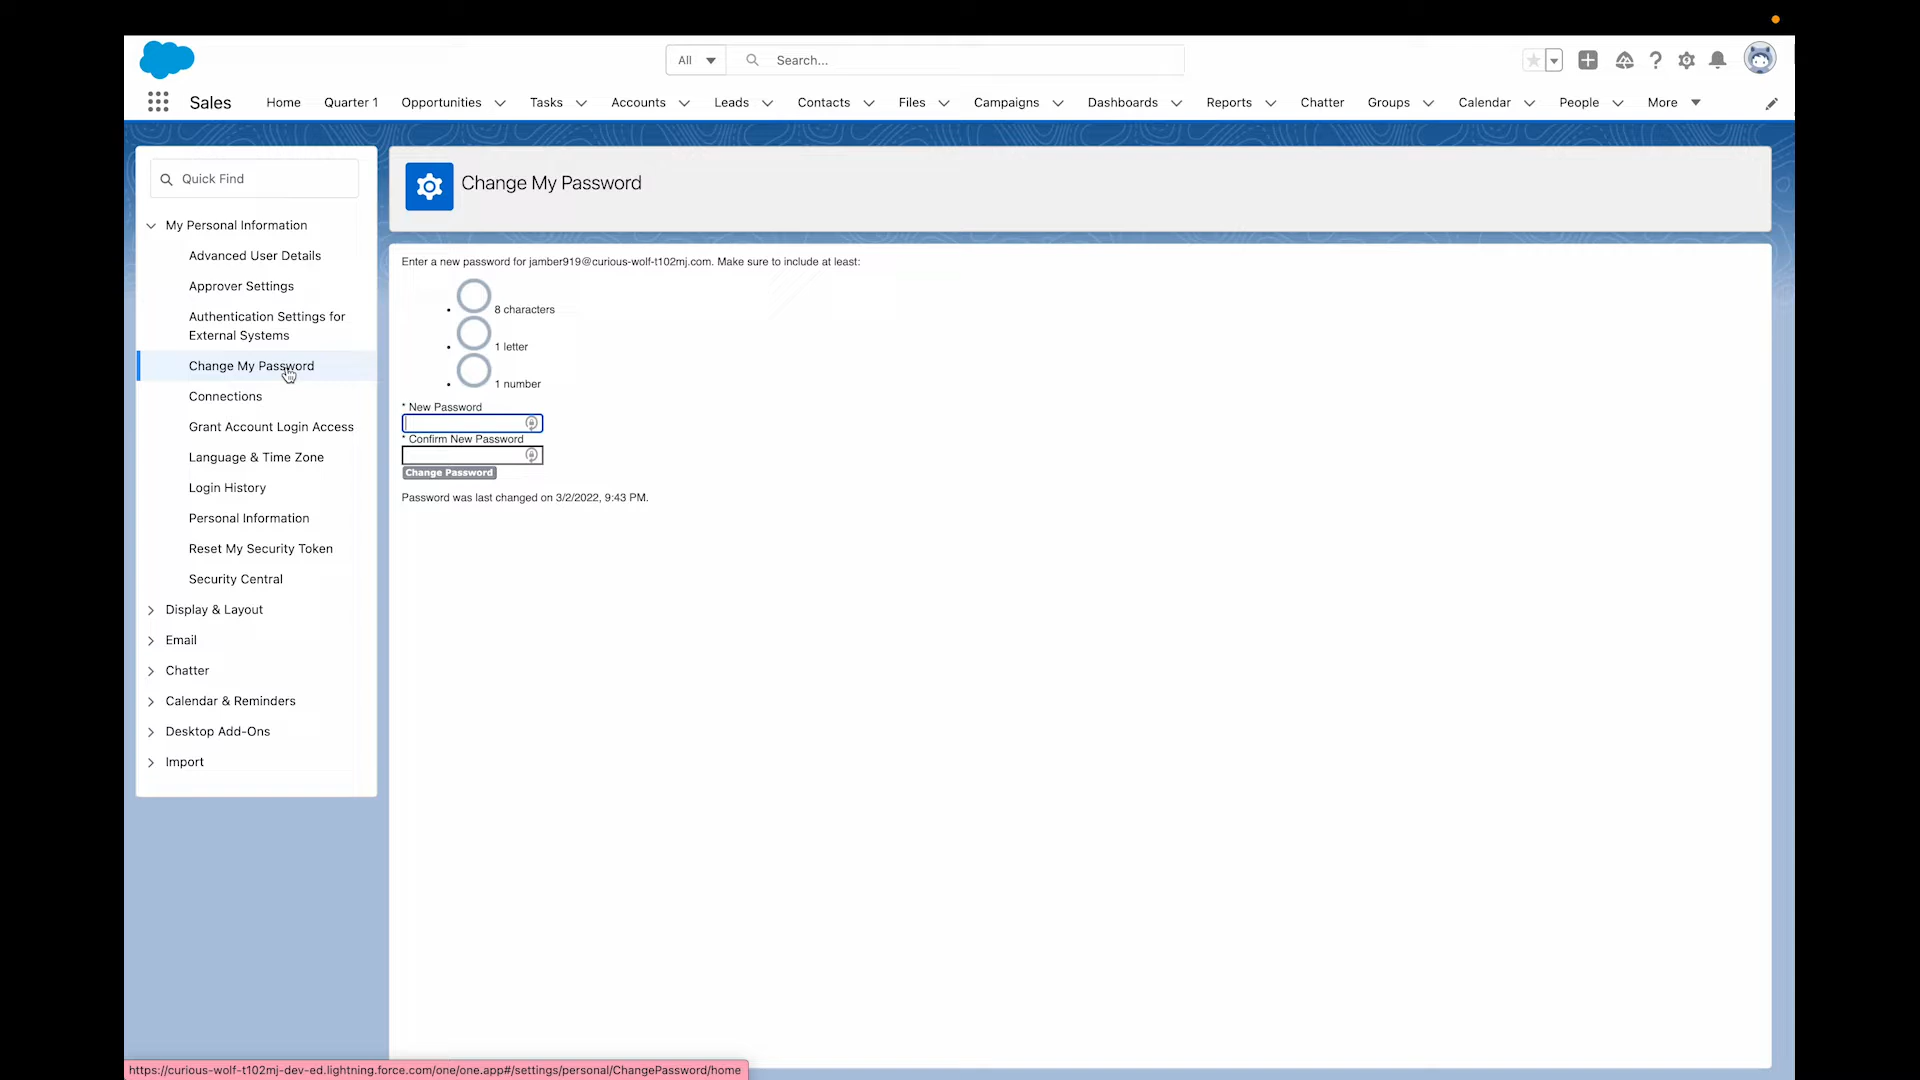 All
Search...
Sales
Home
Quarter 1
Opportunities
Tasks
Accounts
Leads
Contacts
Files
Campaigns
Dashboards
Reports
Chatter
Groups
Calendar
People
More
Quick Find
My Personal Information
Advanced User Details
Approver Settings
Authentication Settings for
External Systems
Change My Password
Connections
Grant Account Login Access
Language & Time Zone
Login History
Personal Information
Reset My Security Token
Security Central
Display & Layout
Email
Chatter
Calendar & Reminders
Desktop Add-Ons
Import
Change My Password
Enter a new password for jamber919@curious-wolf-t102mj.com. Make sure to include at least:
8 characters
1 letter
1 number
* New Password
* Confirm New Password
Change Password
Password was last changed on 3/2/2022, 9:43 PM.
https://curious-wolf-t102mj-dev-ed.lightning.force.com/one/one.app#/settings/personal/ChangePassword/home